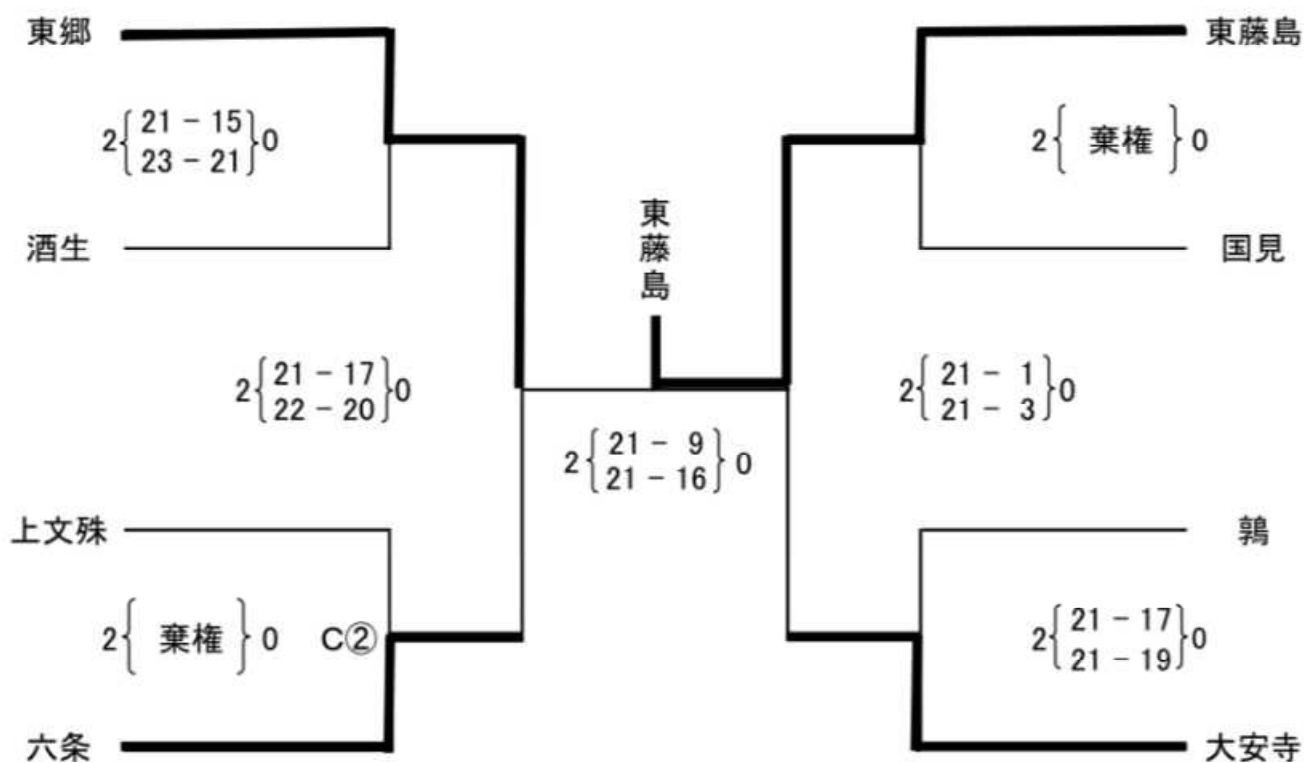 東郷
東藤島
2{21 - 15}0
23 - 21
2{棄権}0
酒生
東藤島
国見
2{21 - 17}0
22 - 20
2{21 - 1}0
21 - 3
2{21 - 9}0
21 - 16
上文殊
鶉
2{棄権}0 C②
2{21 - 17}0
21 - 19
六条
大安寺